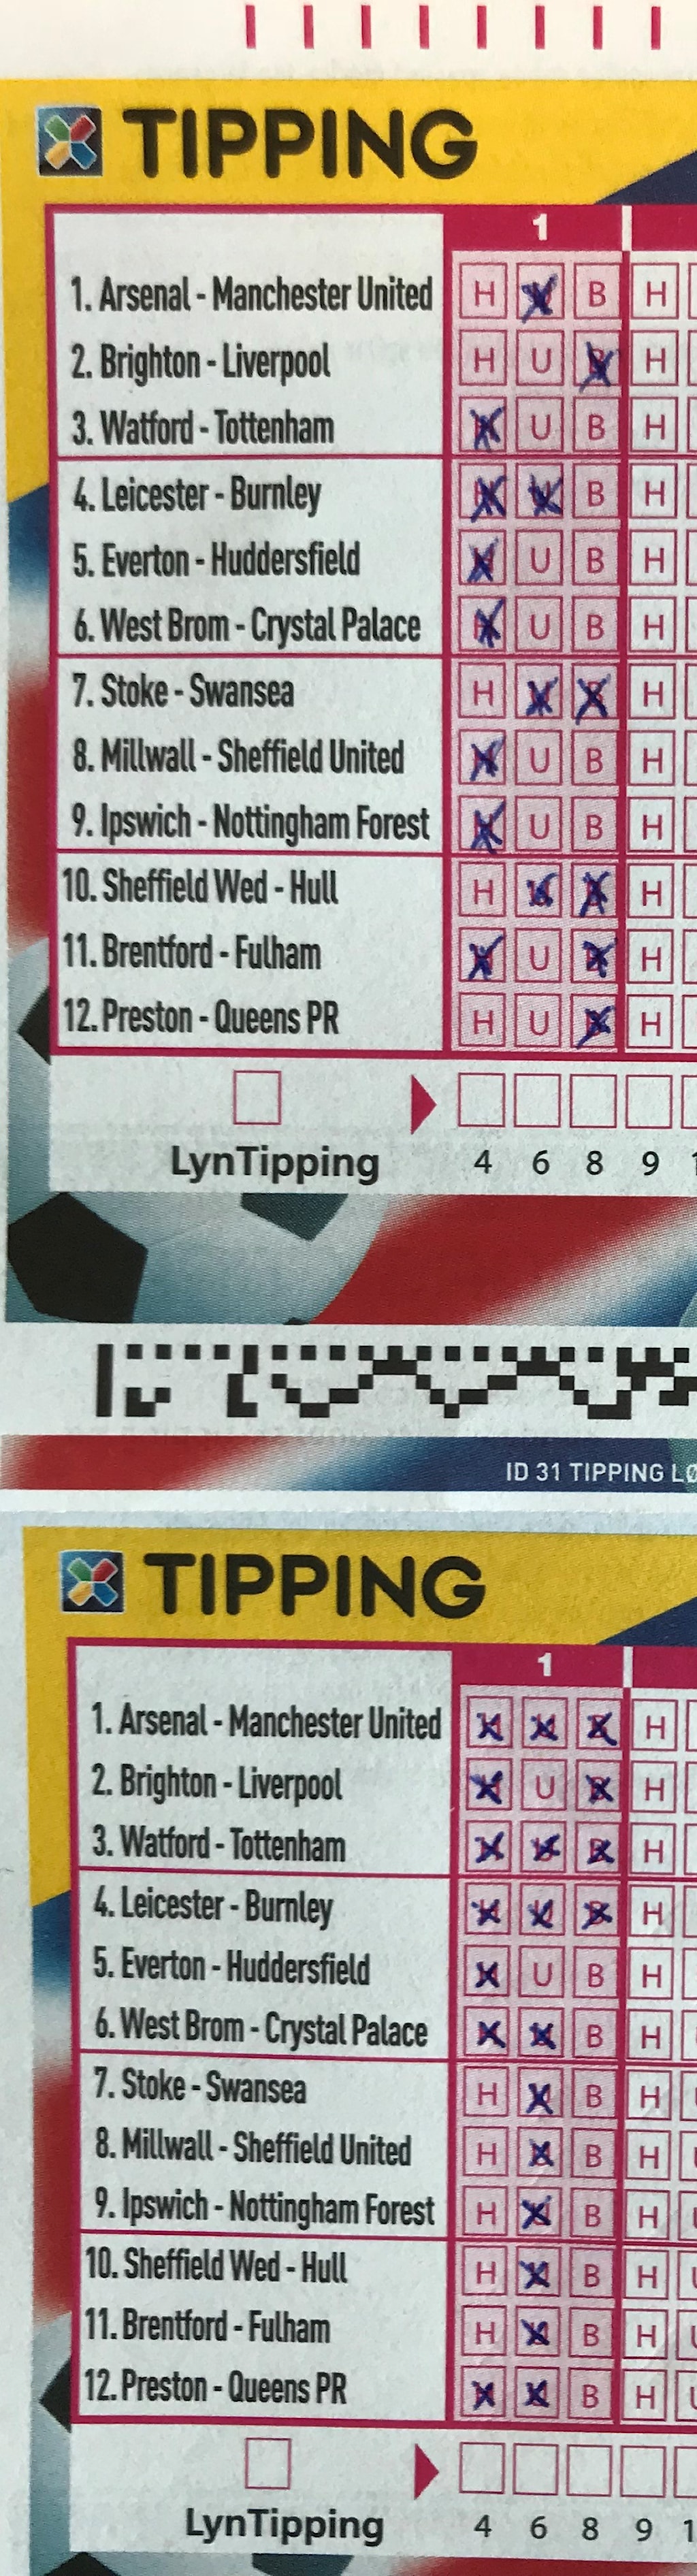 TIPPING
1
1. Arsenal - Manchester United H B H
2. Brighton - Liverpool H U H
3. Watford - Tottenham U B H
4. Leicester - Burnley B H
5. Everton - Huddersfield U B H
6. West Brom - Crystal Palace U B H
7. Stoke - Swansea H H
8. Millwall - Sheffield United U B H
9. Ipswich - Nottingham Forest U B H
10. Sheffield Wed - Hull H H
11. Brentford - Fulham U H
12. Preston - Queens PR H U H
LynTipping 4 6 8 9 1
ID 31 TIPPING LØ
TIPPING
1
1. Arsenal - Manchester United H
2. Brighton - Liverpool U H
3. Watford - Tottenham H
4. Leicester - Burnley H
5. Everton - Huddersfield U B H
6. West Brom - Crystal Palace B H
7. Stoke - Swansea H B H
8. Millwall - Sheffield United H B H
9. Ipswich - Nottingham Forest H B H
10. Sheffield Wed - Hull H B H U
11. Brentford - Fulham H B H U
12. Preston - Queens PR B H U
LynTipping 4 6 8 9 1